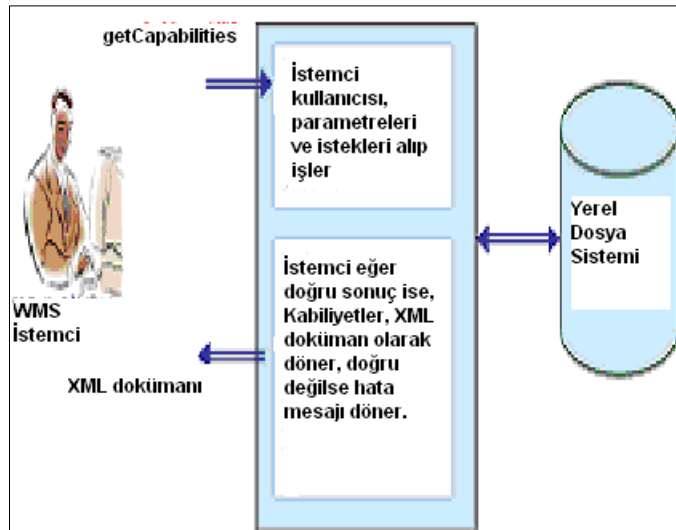 getCapabilities
İstemci
kullanıcısı,
parametreleri
ve istekleri alıp
işler
Yerel
Dosya
Sistemi
İstemci eğer
doğru sonuç ise,
Kabiliyetler, XML
doküman olarak
döner, doğru
değilse hata
mesajı döner.
WMS
İstemci
XML dokümanı